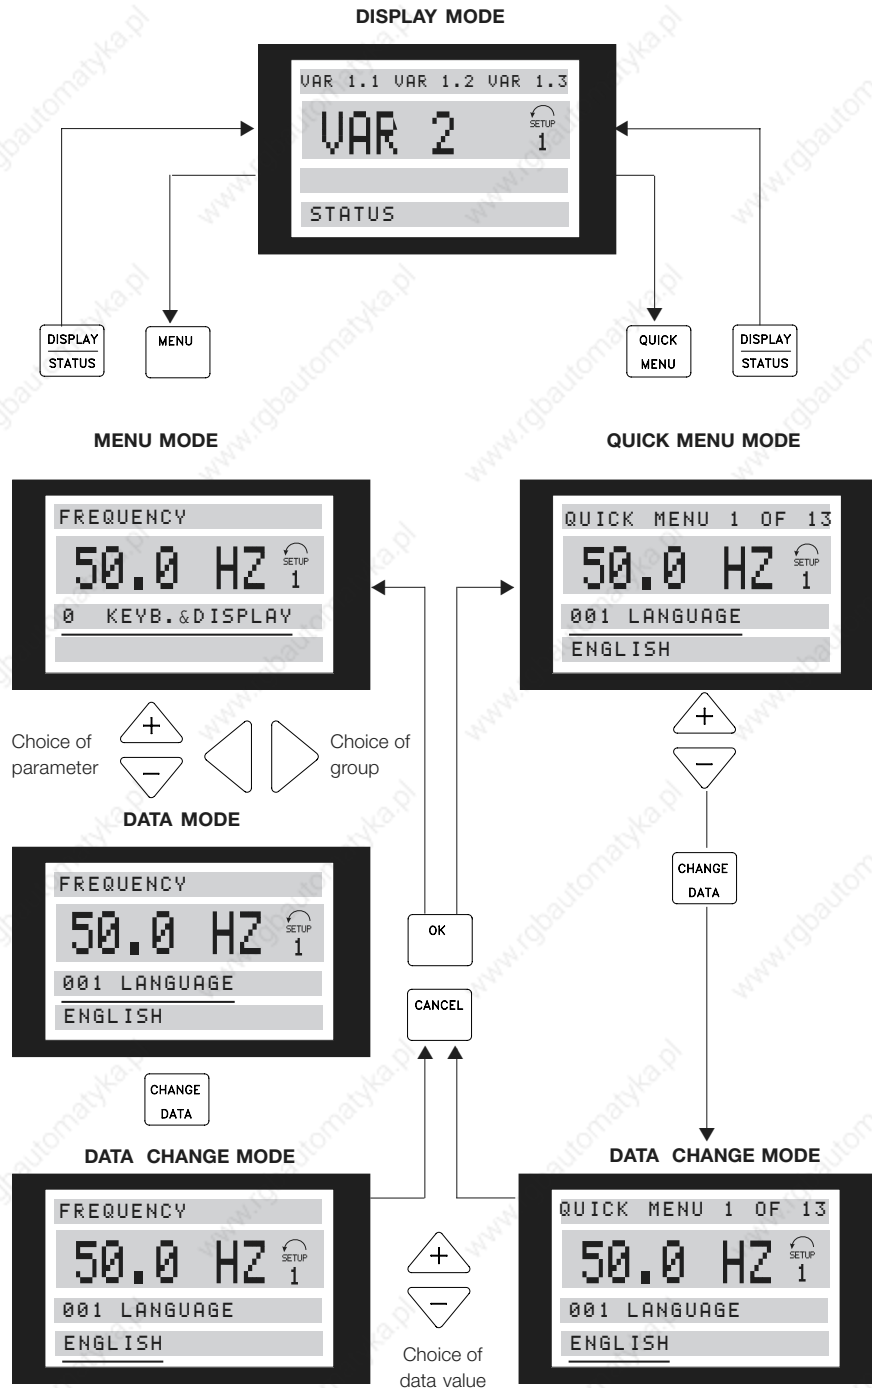 DISPLAY MODE
VAR 1.1 VAR 1.2 VAR 1.3
VAR 2
SETUP
1
STATUS
DISPLAY
STATUS
MENU
QUICK
MENU
DISPLAY
STATUS
MENU MODE
QUICK MENU MODE
FREQUENCY
50.0 HZ
SETUP
1
0 KEYB.&DISPLAY
QUICK MENU 1 OF 13
50.0 HZ
SETUP
1
001 LANGUAGE
ENGLISH
Choice of
parameter
+
−
Choice of
group
+
−
DATA MODE
FREQUENCY
50.0 HZ
SETUP
1
001 LANGUAGE
ENGLISH
CHANGE
DATA
OK
CANCEL
CHANGE
DATA
DATA CHANGE MODE
DATA CHANGE MODE
FREQUENCY
50.0 HZ
SETUP
1
001 LANGUAGE
ENGLISH
+
−
Choice of
data value
QUICK MENU 1 OF 13
50.0 HZ
SETUP
1
001 LANGUAGE
ENGLISH
www.rgbautomatyka.pl